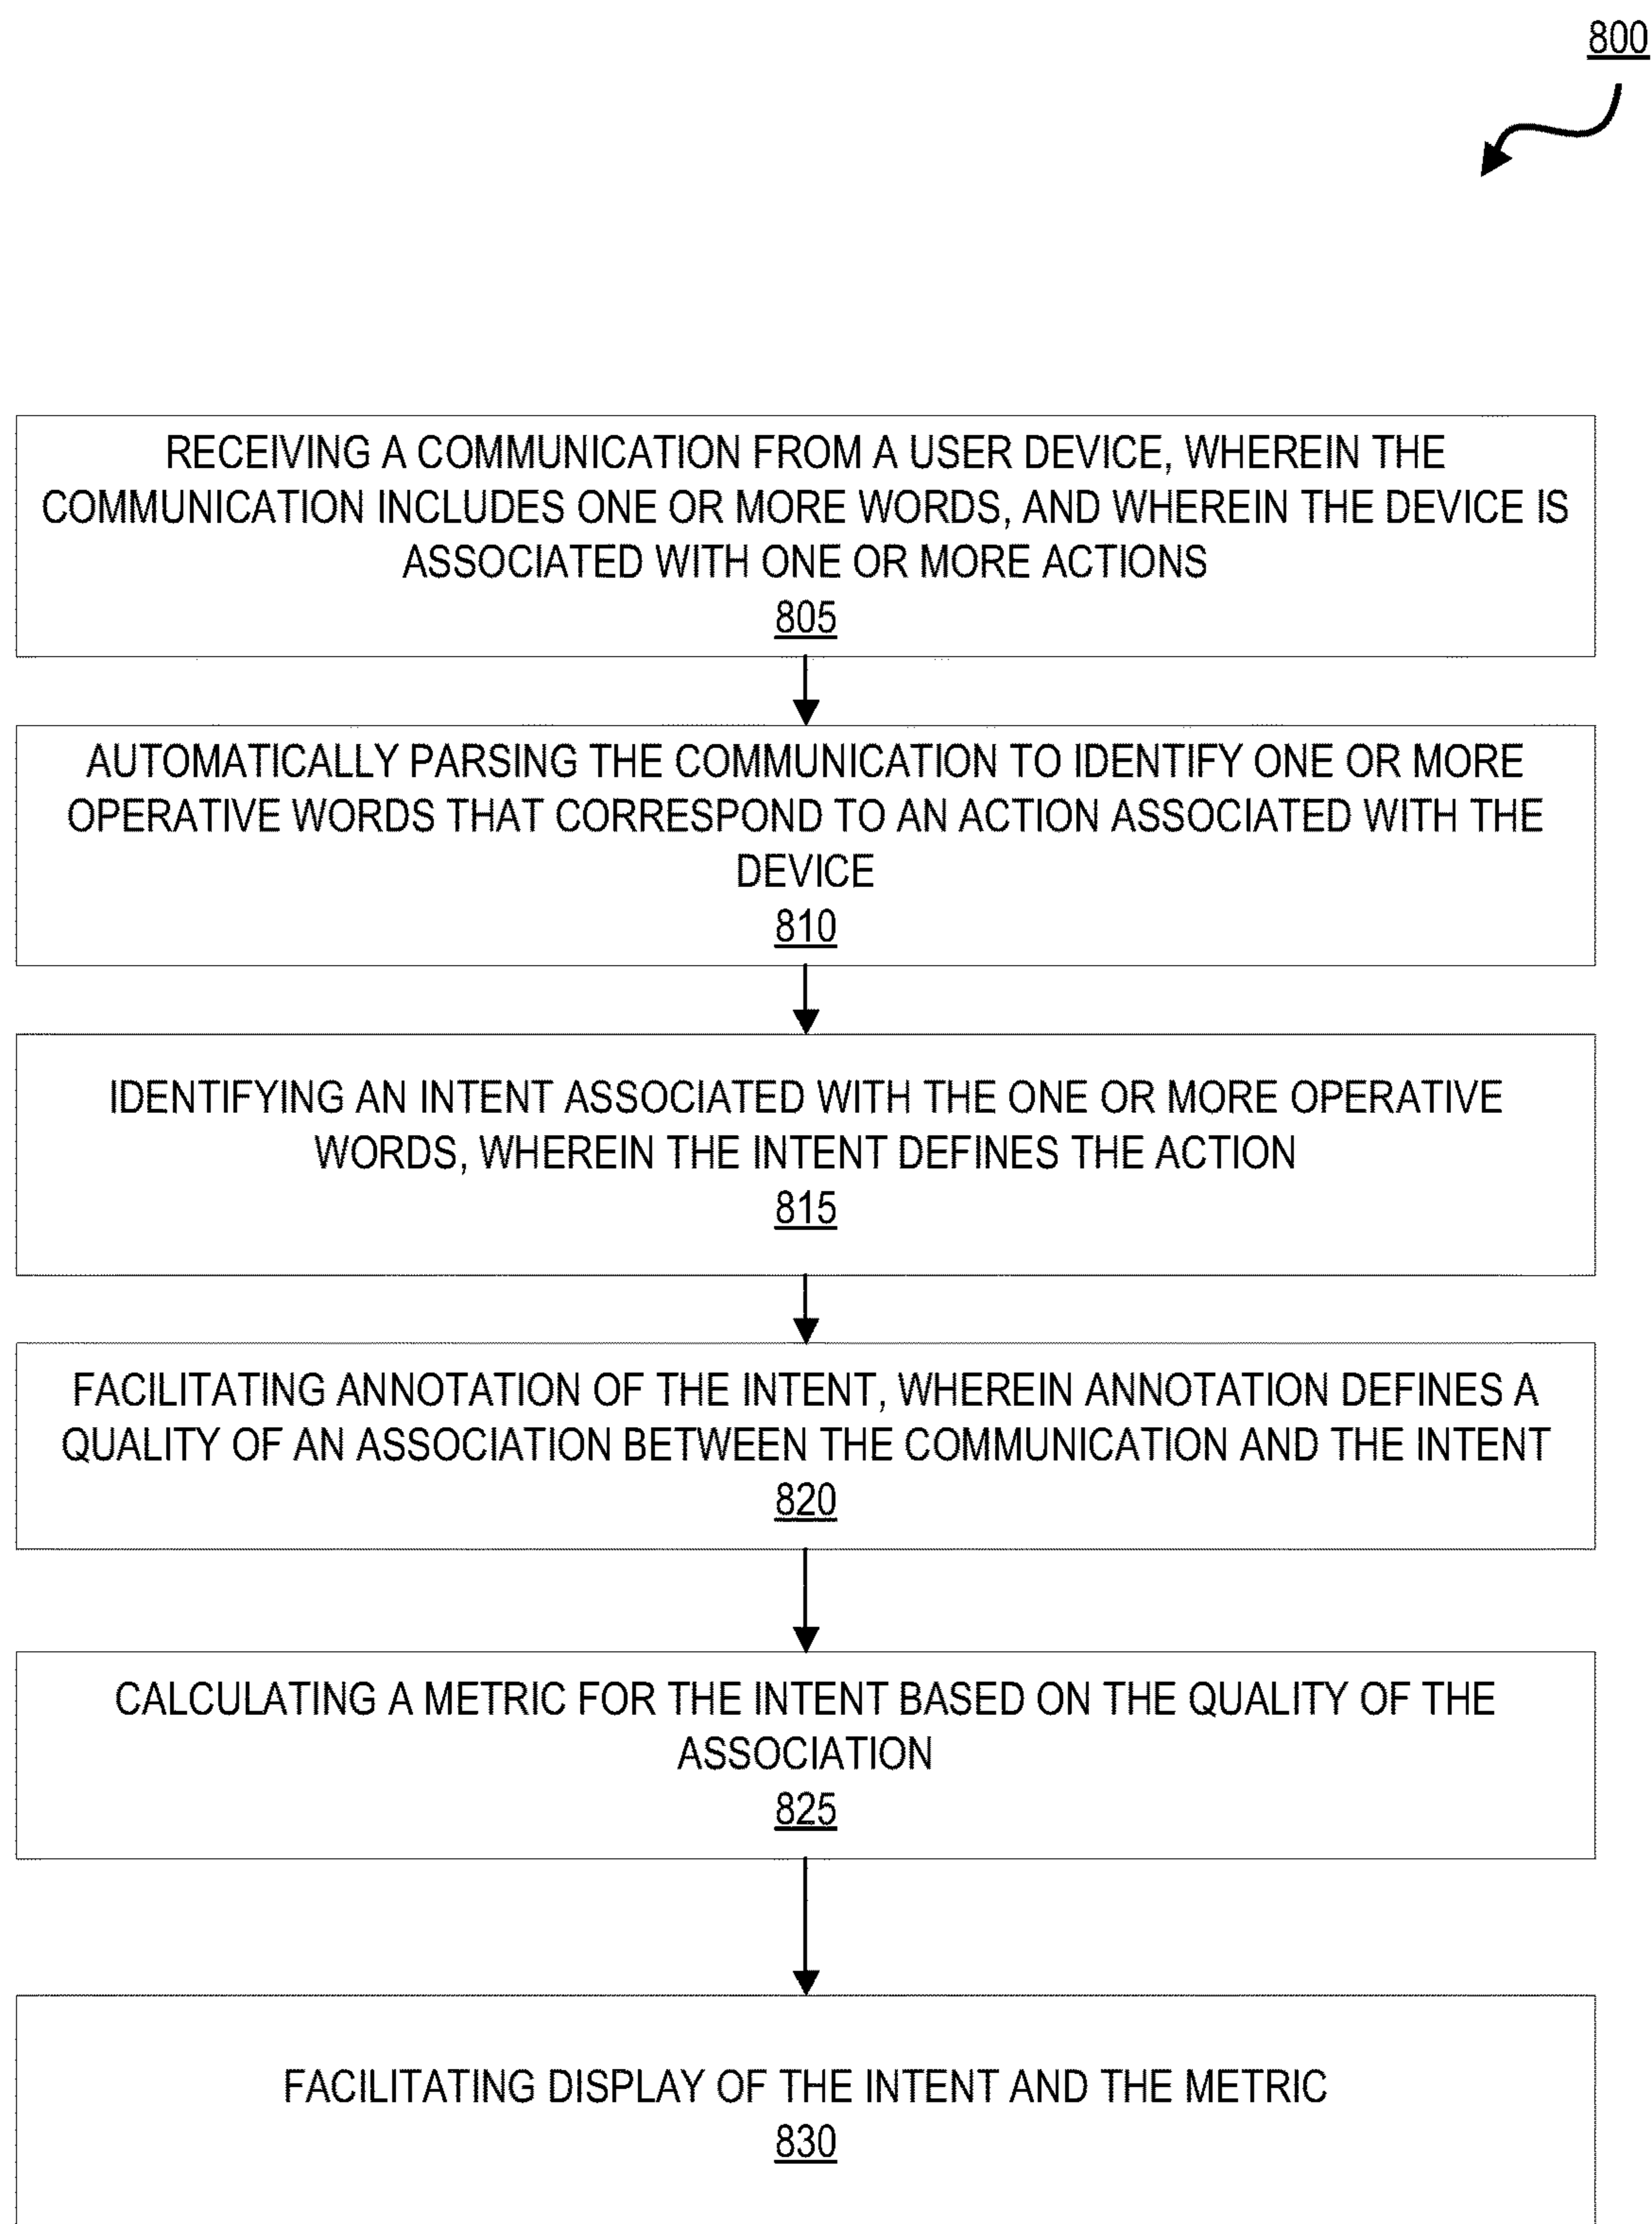 800
RECEIVING A COMMUNICATION FROM A USER DEVICE, WHEREIN THE
COMMUNICATION INCLUDES ONE OR MORE WORDS, AND WHEREIN THE DEVICE IS
ASSOCIATED WITH ONE OR MORE ACTIONS
805
AUTOMATICALLY PARSING THE COMMUNICATION TO IDENTIFY ONE OR MORE
OPERATIVE WORDS THAT CORRESPOND TO AN ACTION ASSOCIATED WITH THE
DEVICE
810
IDENTIFYING AN INTENT ASSOCIATED WITH THE ONE OR MORE OPERATIVE
WORDS, WHEREIN THE INTENT DEFINES THE ACTION
815
FACILITATING ANNOTATION OF THE INTENT, WHEREIN ANNOTATION DEFINES A
QUALITY OF AN ASSOCIATION BETWEEN THE COMMUNICATION AND THE INTENT
820
CALCULATING A METRIC FOR THE INTENT BASED ON THE QUALITY OF THE
ASSOCIATION
825
FACILITATING DISPLAY OF THE INTENT AND THE METRIC
830